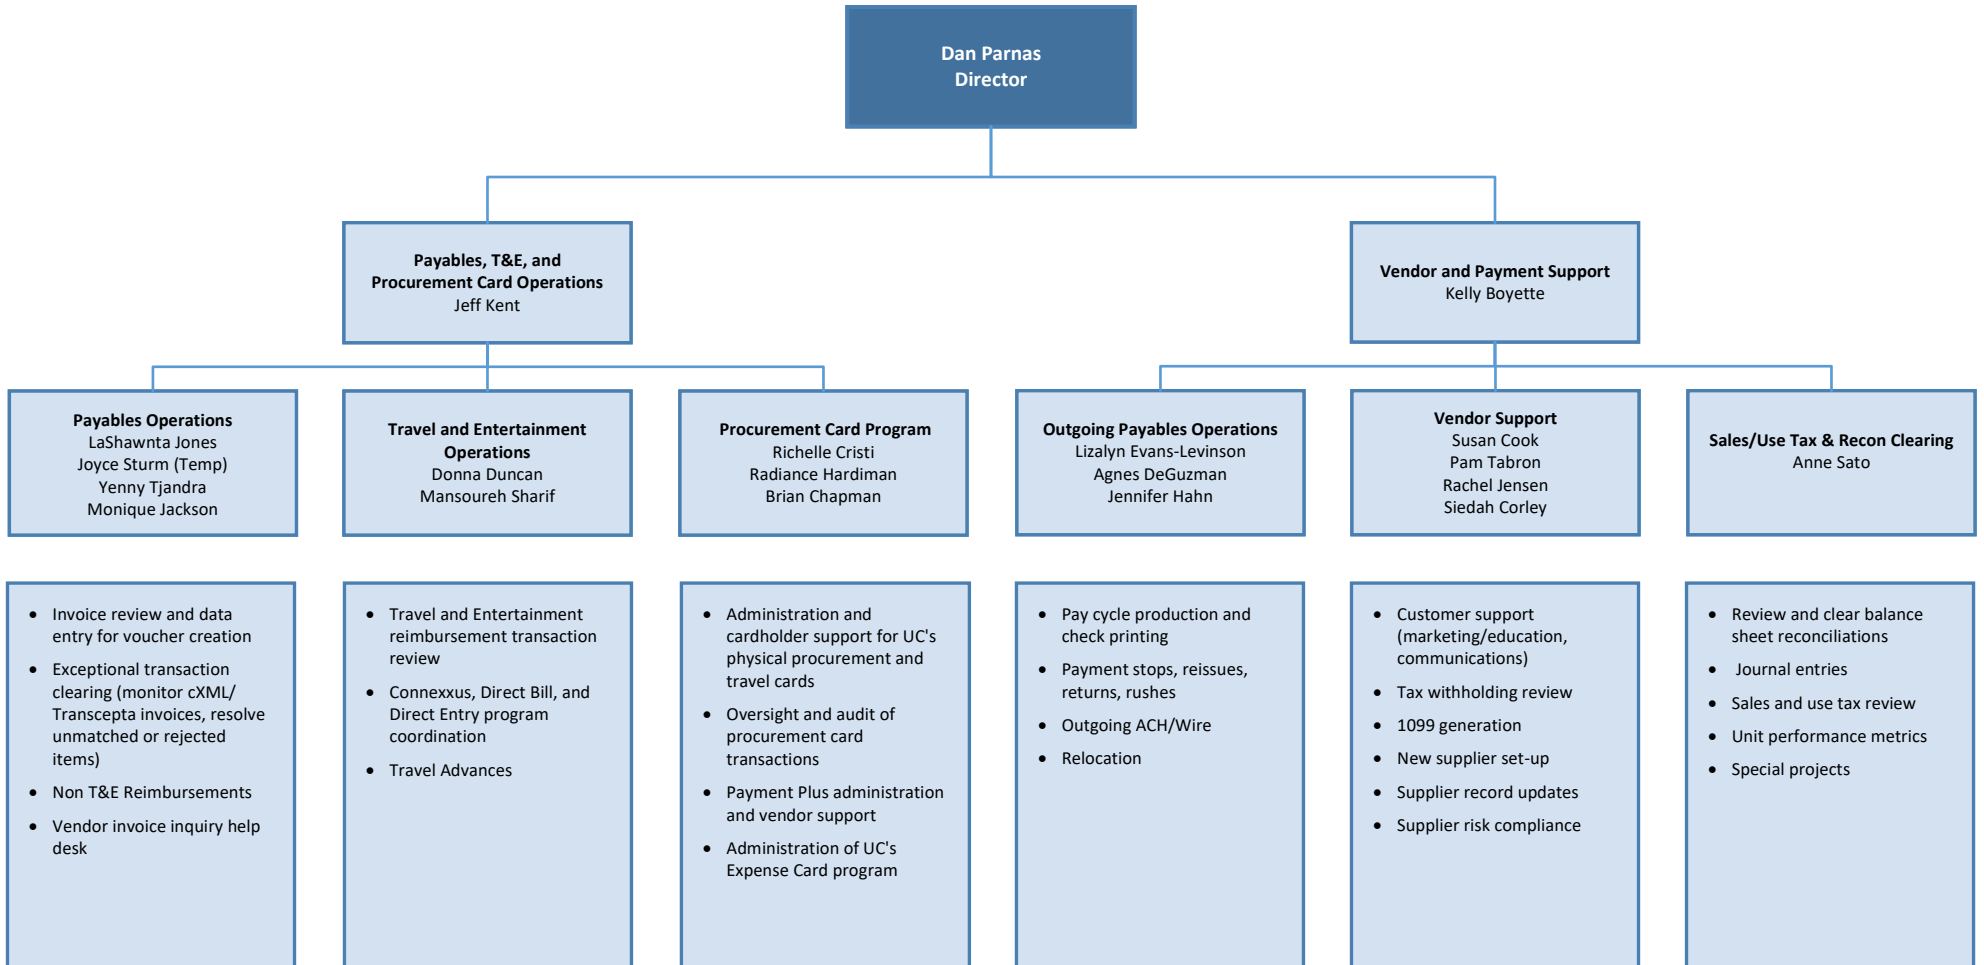 Dan Parnas
Director
Payables, T&E, and
Procurement Card Operations
Jeff Kent
Vendor and Payment Support
Kelly Boyette
Payables Operations
LaShawnta Jones
Joyce Sturm (Temp)
Yenny Tjandra
Monique Jackson
Travel and Entertainment
Operations
Donna Duncan
Mansoureh Sharif
Procurement Card Program
Richelle Cristi
Radiance Hardiman
Brian Chapman
Outgoing Payables Operations
Lizalyn Evans-Levinson
Agnes DeGuzman
Jennifer Hahn
Vendor Support
Susan Cook
Pam Tabron
Rachel Jensen
Siedah Corley
Sales/Use Tax & Recon Clearing
Anne Sato
• Invoice review and data
entry for voucher creation
• Exceptional transaction
clearing (monitor cXML/
Transcepta invoices, resolve
unmatched or rejected
items)
• Non T&E Reimbursements
• Vendor invoice inquiry help
desk
• Travel and Entertainment
reimbursement transaction
review
• Connexxus, Direct Bill, and
Direct Entry program
coordination
• Travel Advances
• Administration and
cardholder support for UC's
physical procurement and
travel cards
• Oversight and audit of
procurement card
transactions
• Payment Plus administration
and vendor support
• Administration of UC's
Expense Card program
• Pay cycle production and
check printing
• Payment stops, reissues,
returns, rushes
• Outgoing ACH/Wire
• Relocation
• Customer support
(marketing/education,
communications)
• Tax withholding review
• 1099 generation
• New supplier set-up
• Supplier record updates
• Supplier risk compliance
• Review and clear balance
sheet reconciliations
• Journal entries
• Sales and use tax review
• Unit performance metrics
• Special projects